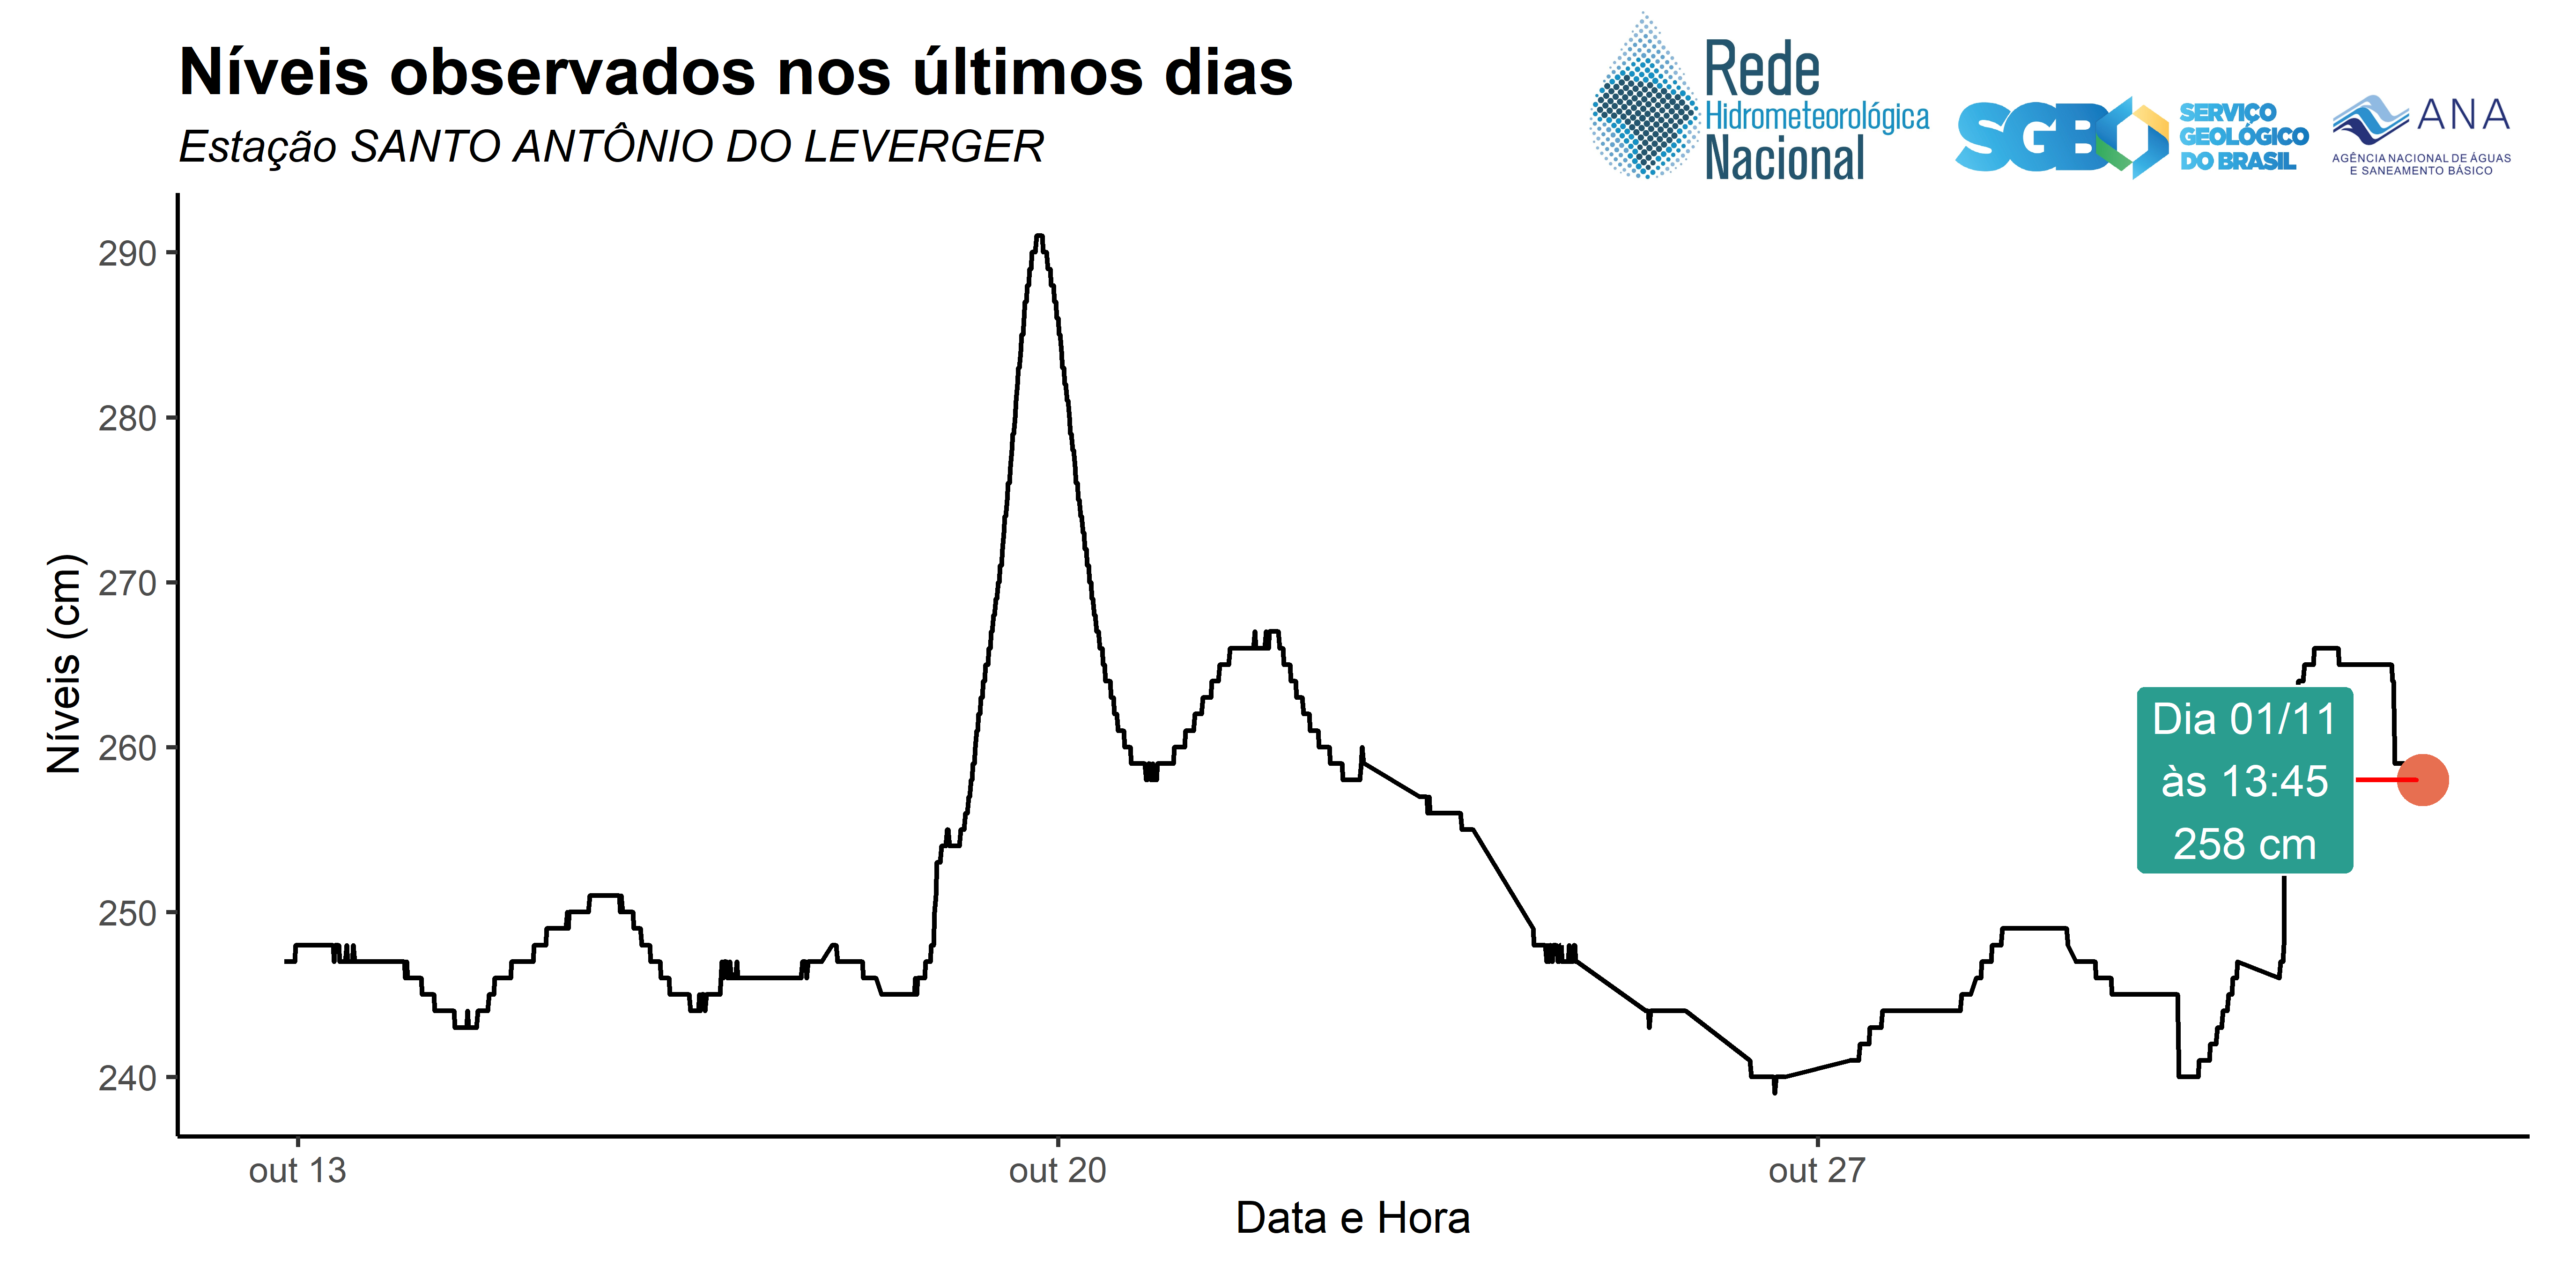 Níveis observados nos últimos dias
Estação SANTO ANTÔNIO DO LEVERGER
Rede
Hidrometeorológica
Nacional
SGB
SERVIÇO
GEOLÓGICO
DO BRASIL
ANA
AGÊNCIA NACIONAL DE ÁGUAS
E SANEAMENTO BÁSICO
Níveis (cm)
290
280
270
260
250
240
Dia 01/11
às 13:45
258 cm
out 13
out 20
out 27
Data e Hora